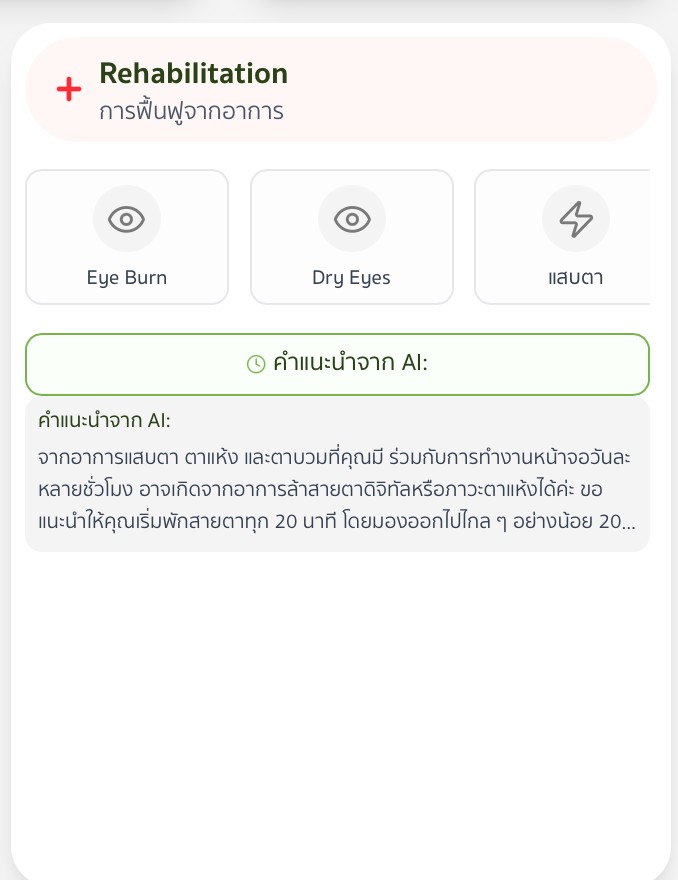 Rehabilitation
การฟื้นฟูจากอาการ
Eye Burn
Dry Eyes
แสบตา
คำแนะนำจาก AI:
คำแนะนำจาก AI:
จากอาการแสบตา ตาแห้ง และตาบวมที่คุณมี ร่วมกับการทำงานหน้าจอวันละ
หลายชั่วโมง อาจเกิดจากอาการล้าสายตาดิจิทัลหรือภาวะตาแห้งได้ค่ะ ขอ
แนะนำให้คุณเริ่มพักสายตาทุก 20 นาที โดยมองออกไปไกล ๆ อย่างน้อย 20...